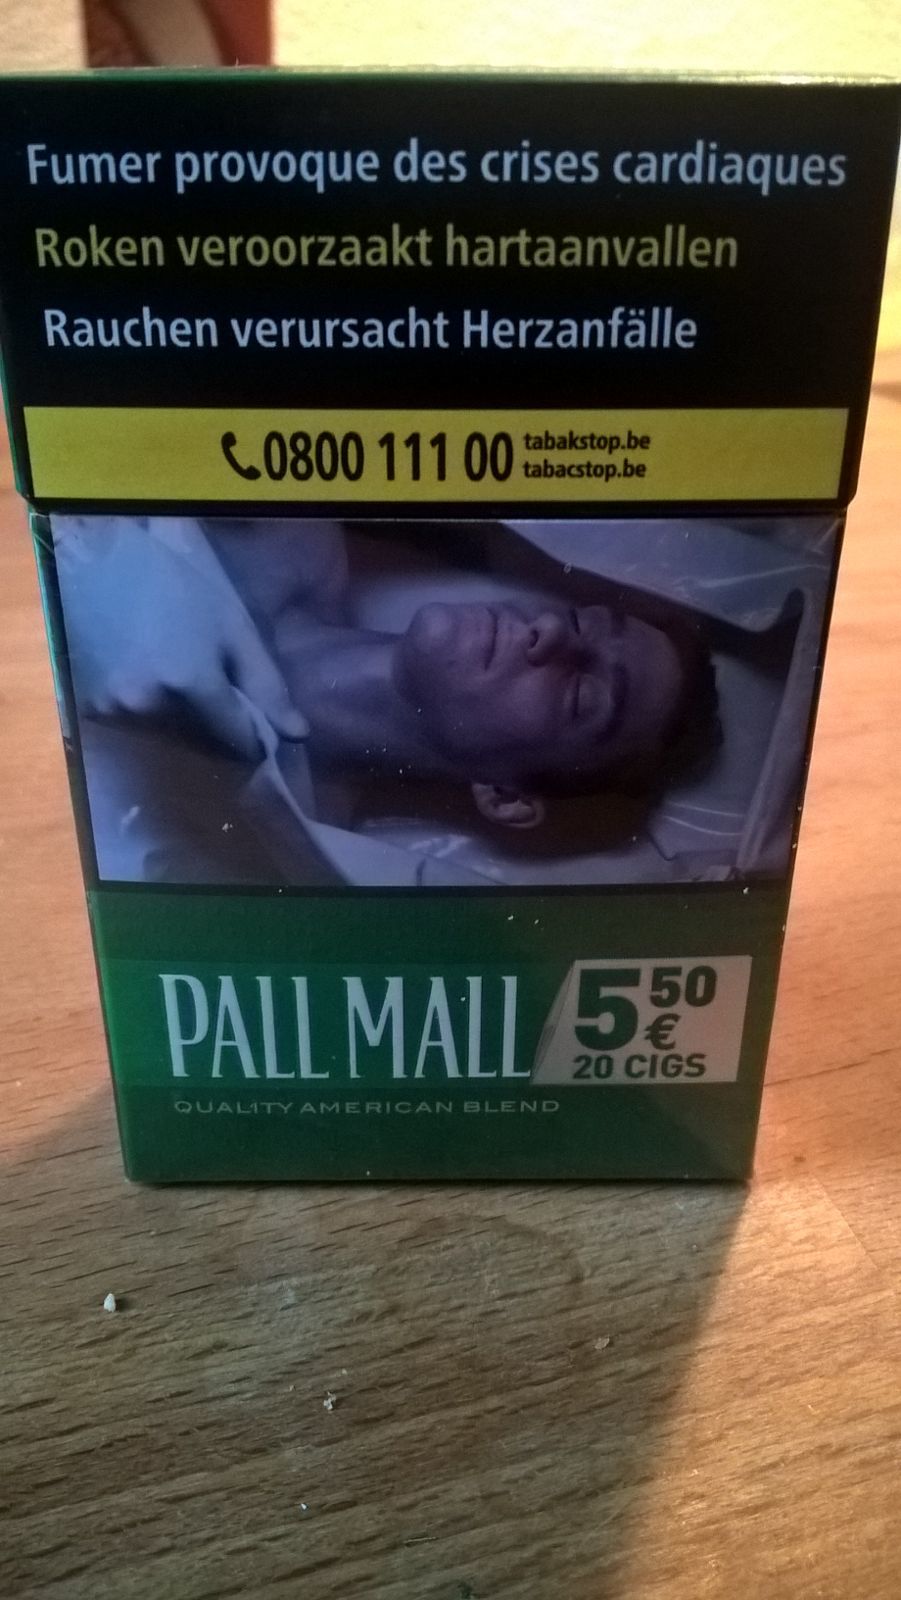 Fumer provoque des crises cardiaques
Roken veroorzaakt hartaanvallen
Rauchen verursacht Herzanfälle
0800 111 00
tabakstop.be
tabacstop.be
PALL MALL
5 50 €
20 CIGS
QUALITY AMERICAN BLEND